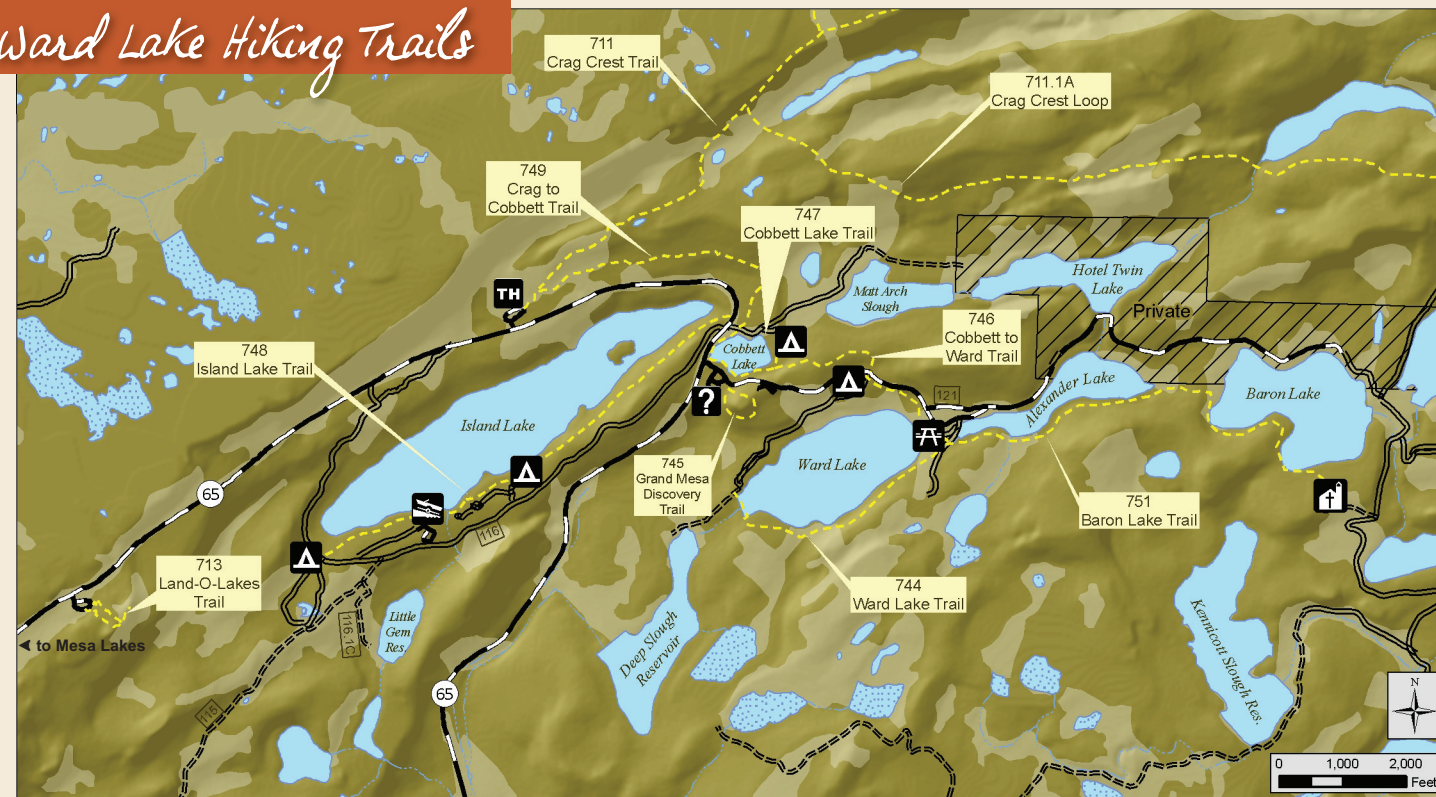 Ward Lake Hiking Trails
711
Crag Crest Trail
711.1A
Crag Crest Loop
749
Crag to
Cobbett Trail
747
Cobbett Lake Trail
TH
Hotel Twin
Lake
Matt Arch
Slough
Private
746
Cobbett to
Ward Trail
748
Island Lake Trail
Cobbett
Lake
?
121
Alexander Lake
Baron Lake
Island Lake
Ward Lake
745
Grand Mesa
Discovery
Trail
65
116
751
Baron Lake Trail
713
Land-O-Lakes
Trail
744
Ward Lake Trail
Little
Gem
Res.
116.1C
◄ to Mesa Lakes
Deep Slough
Reservoir
Kennicott Slough Res.
65
115
N
0 1,000 2,000
Feet